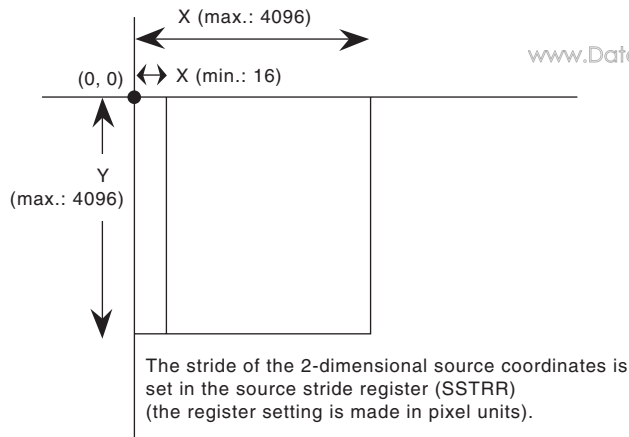 X (max.: 4096)
www.Date
(0, 0)
X (min.: 16)
Y
(max.: 4096)
The stride of the 2-dimensional source coordinates is
set in the source stride register (SSTRR)
(the register setting is made in pixel units).